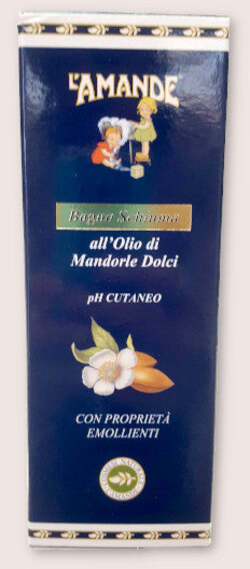 L'AMANDE
Bagno Schiuma
all'Olio di
Mandorle Dolci
pH CUTANEO
CON PROPRIETÀ
EMOLLIENTI